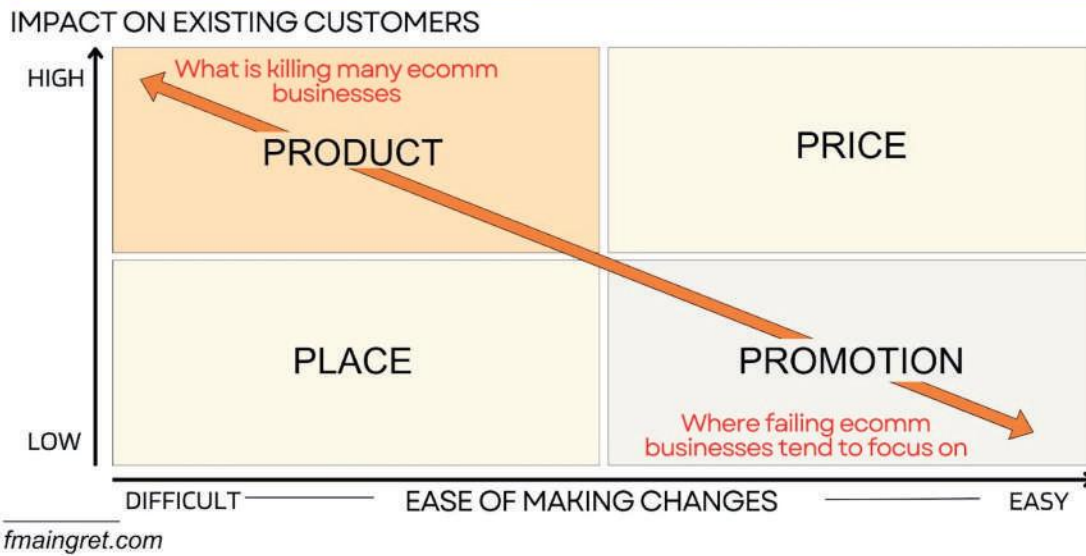 IMPACT ON EXISTING CUSTOMERS
HIGH
What is killing many ecomm
businesses
PRODUCT
PRICE
PLACE
PROMOTION
Where failing ecomm
businesses tend to focus on
LOW
DIFFICULT
EASE OF MAKING CHANGES
EASY
fmaingret.com